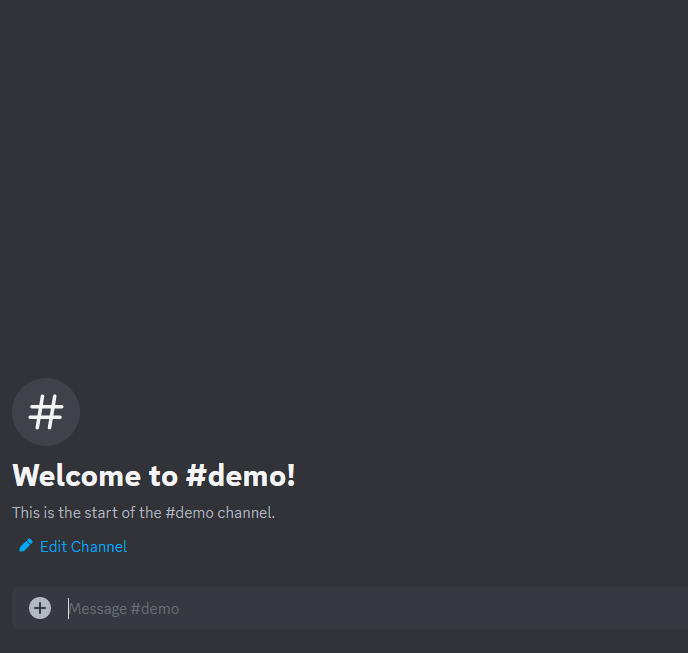 #
Welcome to #demo!
This is the start of the #demo channel.
Edit Channel
Message #demo